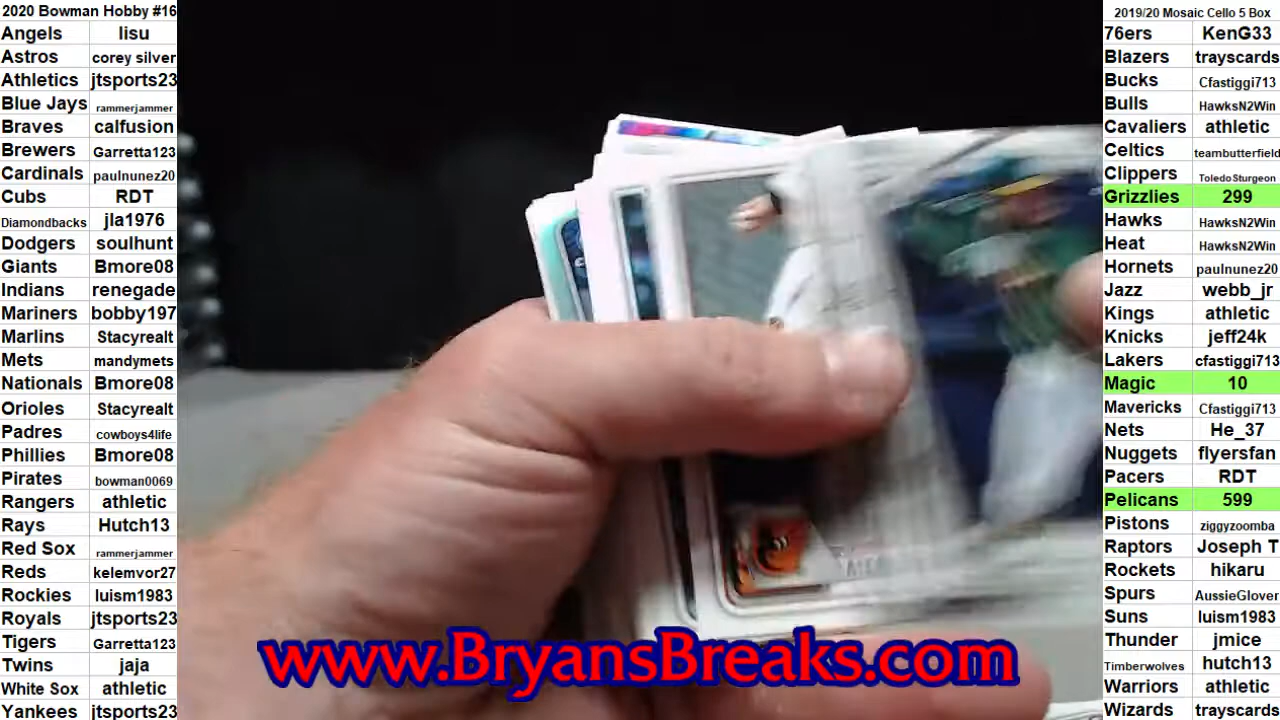 2020 Bowman Hobby #16
Angels lisu
Astros corey silver
Athletics jtsports23
Blue Jays rammerjammer
Braves calfusion
Brewers Garretta123
Cardinals paulnunez20
Cubs RDT
Diamondbacks jla1976
Dodgers soulhunt
Giants Bmore08
Indians renegade
Mariners bobby197
Marlins Stacyrealt
Mets mandymets
Nationals Bmore08
Orioles Stacyrealt
Padres cowboys4life
Phillies Bmore08
Pirates bowman0069
Rangers athletic
Rays Hutch13
Red Sox rammerjammer
Reds kelemvor27
Rockies luism1983
Royals jtsports23
Tigers Garretta123
Twins jaja
White Sox athletic
Yankees jtsports23
www.BryansBreaks.com
2019/20 Mosaic Cello 5 Box
76ers KenG33
Blazers trayscards
Bucks Cfastiggi713
Bulls HawksN2Win
Cavaliers athletic
Celtics teambutterfield
Clippers ToledoSturgeon
Grizzlies 299
Hawks HawksN2Win
Heat HawksN2Win
Hornets paulnunez20
Jazz webb_jr
Kings athletic
Knicks jeff24k
Lakers cfastiggi713
Magic 10
Mavericks Cfastiggi713
Nets He_37
Nuggets flyersfan
Pacers RDT
Pelicans 599
Pistons ziggyzoomba
Raptors Joseph T
Rockets hikaru
Spurs AussieGlover
Suns luism1983
Thunder jmice
Timberwolves hutch13
Warriors athletic
Wizards trayscards